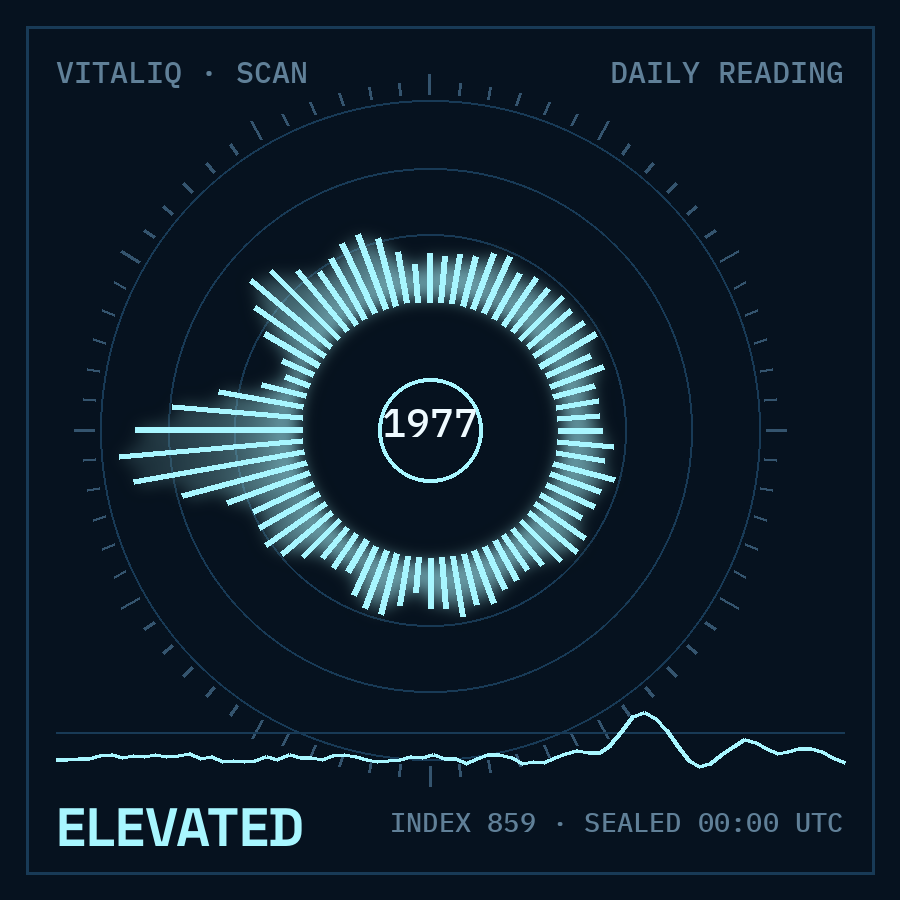 VITALIQ · SCAN
DAILY READING
1977
ELEVATED
INDEX 859 · SEALED 00:00 UTC